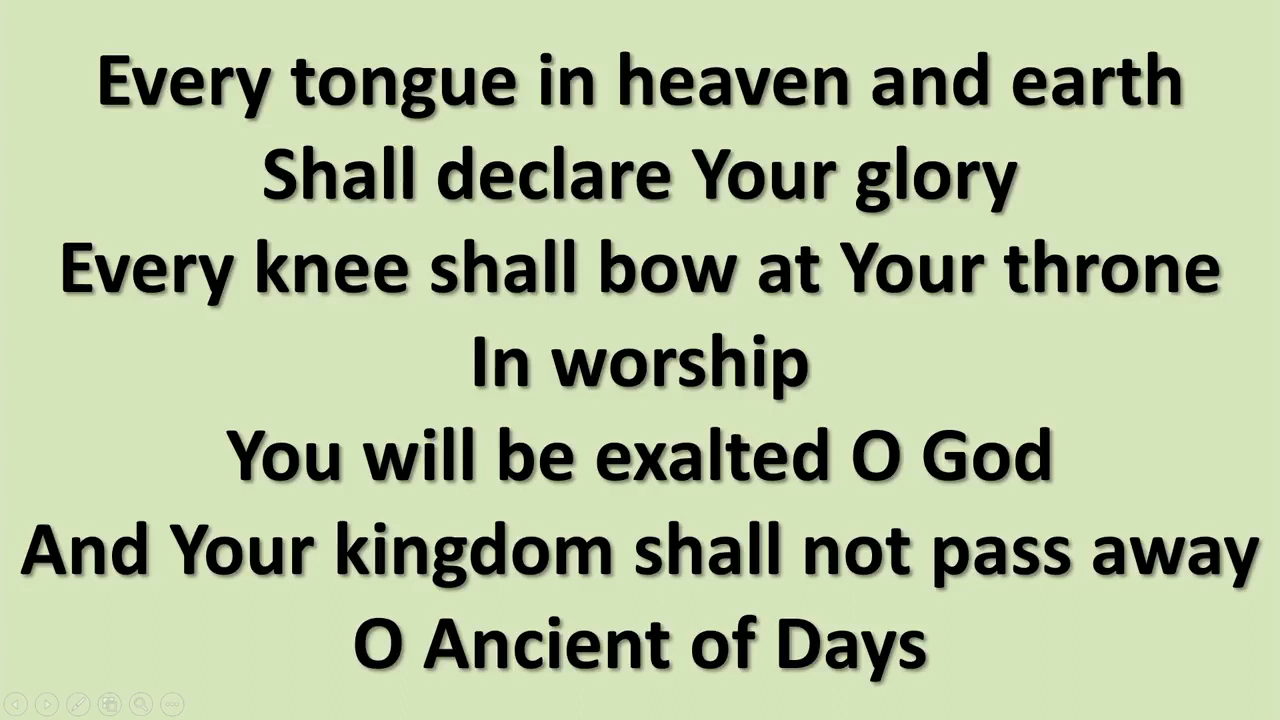 Every tongue in heaven and earth
Shall declare Your glory
Every knee shall bow at Your throne
In worship
You will be exalted O God
And Your kingdom shall not pass away
O Ancient of Days